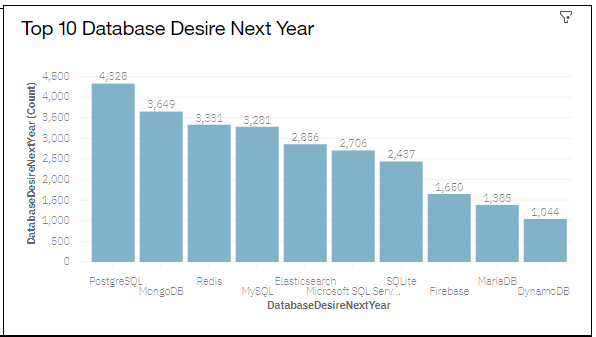 Top 10 Database Desire Next Year
DatabaseDesireNextYear (Count)
4,500
4,000
3,500
3,000
2,500
2,000
1,500
1,000
500
0
4,328
3,649
3,331
3,281
2,856
2,706
2,437
1,650
1,385
1,044
PostgreSQL
MongoDB
Redis
MySQL
Elasticsearch
Microsoft SQL Serv...
SQLite
Firebase
MariaDB
DynamoDB
DatabaseDesireNextYear